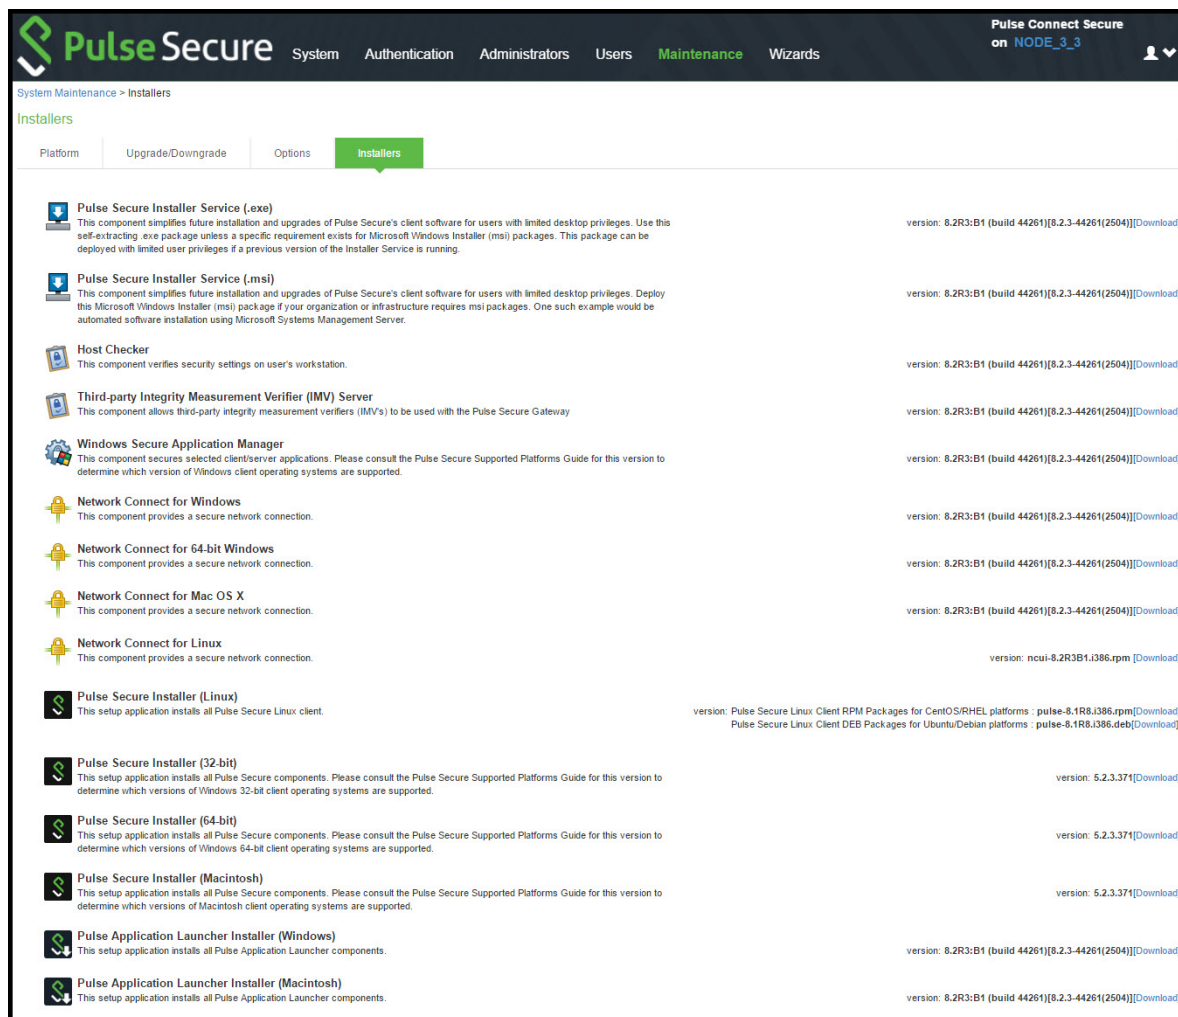 Pulse Secure
System Authentication Administrators Users Maintenance Wizards
Pulse Connect Secure
on NODE_3_3
System Maintenance > Installers
Installers
Platform Upgrade/Downgrade Options Installers
Pulse Secure Installer Service (.exe)
This component simplifies future installation and upgrades of Pulse Secure's client software for users with limited desktop privileges. Use this
self-extracting .exe package unless a specific requirement exists for Microsoft Windows Installer (msi) packages. This package can be
deployed with limited user privileges if a previous version of the Installer Service is running.
version: 8.2R3:B1 (build 44261)[8.2.3-44261(2504)][Download
Pulse Secure Installer Service (.msi)
This component simplifies future installation and upgrades of Pulse Secure's client software for users with limited desktop privileges. Deploy
this Microsoft Windows Installer (msi) package if your organization or infrastructure requires msi packages. One such example would be
automated software installation using Microsoft Systems Management Server.
version: 8.2R3:B1 (build 44261)[8.2.3-44261(2504)][Download
Host Checker
This component verifies security settings on user's workstation.
version: 8.2R3:B1 (build 44261)[8.2.3-44261(2504)][Download
Third-party Integrity Measurement Verifier (IMV) Server
This component allows third-party integrity measurement verifiers (IMV's) to be used with the Pulse Secure Gateway
version: 8.2R3:B1 (build 44261)[8.2.3-44261(2504)][Download
Windows Secure Application Manager
This component secures selected client/server applications. Please consult the Pulse Secure Supported Platforms Guide for this version to
determine which version of Windows client operating systems are supported.
version: 8.2R3:B1 (build 44261)[8.2.3-44261(2504)][Download
Network Connect for Windows
This component provides a secure network connection.
version: 8.2R3:B1 (build 44261)[8.2.3-44261(2504)][Download
Network Connect for 64-bit Windows
This component provides a secure network connection.
version: 8.2R3:B1 (build 44261)[8.2.3-44261(2504)][Download
Network Connect for Mac OS X
This component provides a secure network connection.
version: 8.2R3:B1 (build 44261)[8.2.3-44261(2504)][Download
Network Connect for Linux
This component provides a secure network connection.
version: ncui-8.2R3B1.i386.rpm [Download]
Pulse Secure Installer (Linux)
This setup application installs all Pulse Secure Linux client.
version: Pulse Secure Linux Client RPM Packages for CentOS/RHEL platforms : pulse-8.1R8.i386.rpm[Download
Pulse Secure Linux Client DEB Packages for Ubuntu/Debian platforms : pulse-8.1R8.i386.deb[Download]
Pulse Secure Installer (32-bit)
This setup application installs all Pulse Secure components. Please consult the Pulse Secure Supported Platforms Guide for this version to
determine which versions of Windows 32-bit client operating systems are supported.
version: 5.2.3.371[Download
Pulse Secure Installer (64-bit)
This setup application installs all Pulse Secure components. Please consult the Pulse Secure Supported Platforms Guide for this version to
determine which versions of Windows 64-bit client operating systems are supported.
version: 5.2.3.371[Download
Pulse Secure Installer (Macintosh)
This setup application installs all Pulse Secure components. Please consult the Pulse Secure Supported Platforms Guide for this version to
determine which versions of Macintosh client operating systems are supported.
version: 5.2.3.371[Download
Pulse Application Launcher Installer (Windows)
This setup application installs all Pulse Application Launcher components.
version: 8.2R3:B1 (build 44261)[8.2.3-44261(2504)][Download
Pulse Application Launcher Installer (Macintosh)
This setup application installs all Pulse Application Launcher components.
version: 8.2R3:B1 (build 44261)[8.2.3-44261(2504)][Download